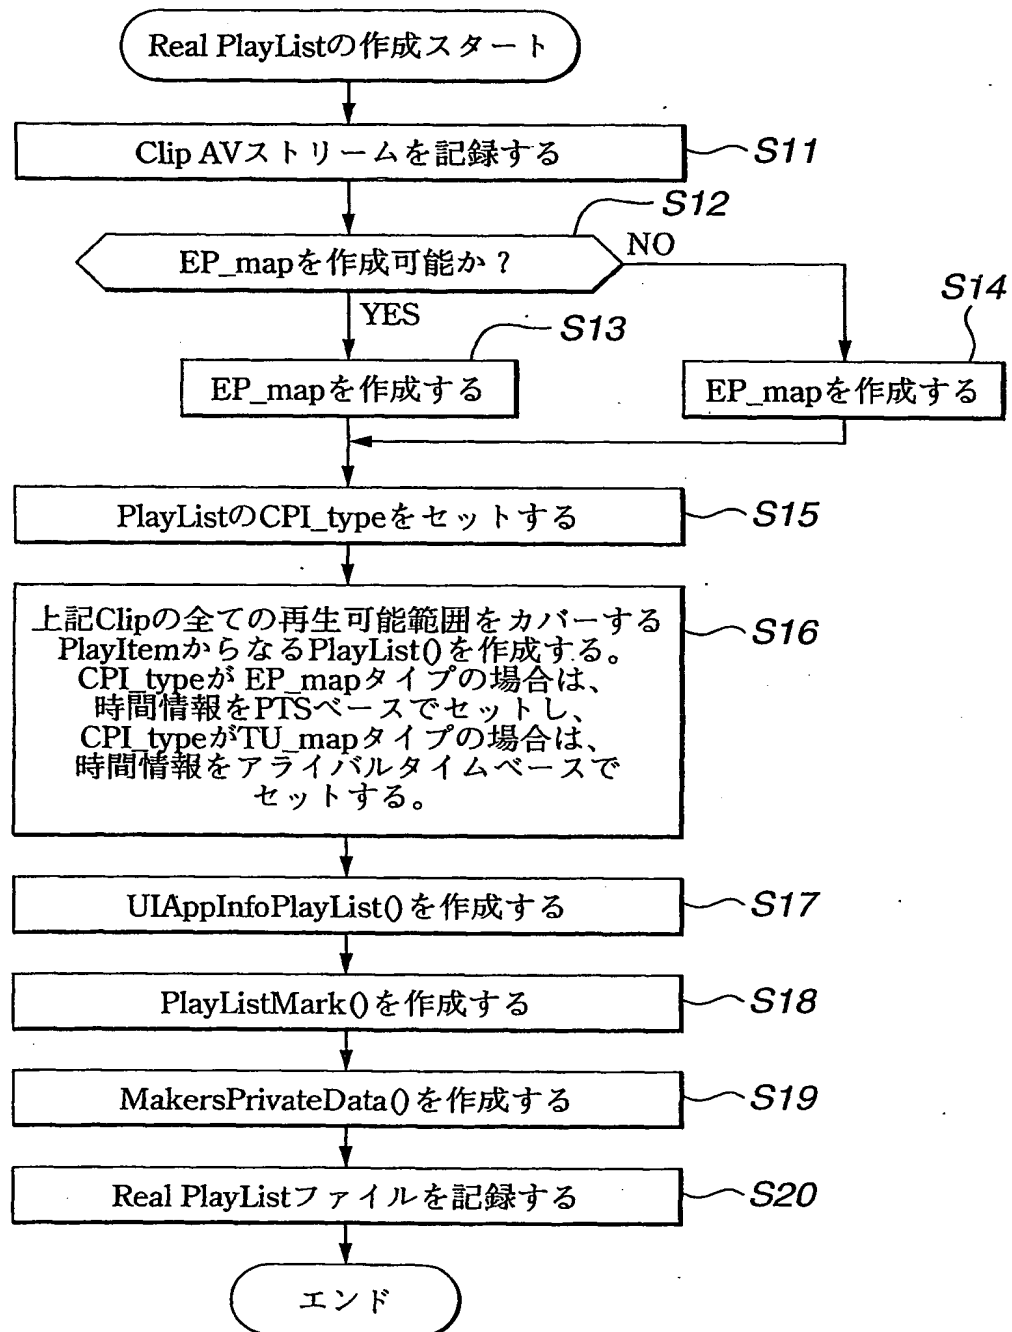 Real PlayListの作成スタート
Clip AVストリームを記録する
S11
S12
EP_mapを作成可能か？
NO
YES
S13
S14
EP_mapを作成する
EP_mapを作成する
PlayListのCPI_typeをセットする
S15
上記Clipの全ての再生可能範囲をカバーする
PlayItemからなるPlayList()を作成する。
CPI_typeが EP_mapタイプの場合は、
時間情報をPTSベースでセットし、
CPI_typeがTU_mapタイプの場合は、
時間情報をアライバルタイムベースで
セットする。
S16
UIAppInfoPlayList()を作成する
S17
PlayListMark()を作成する
S18
MakersPrivateData()を作成する
S19
Real PlayListファイルを記録する
S20
エンド